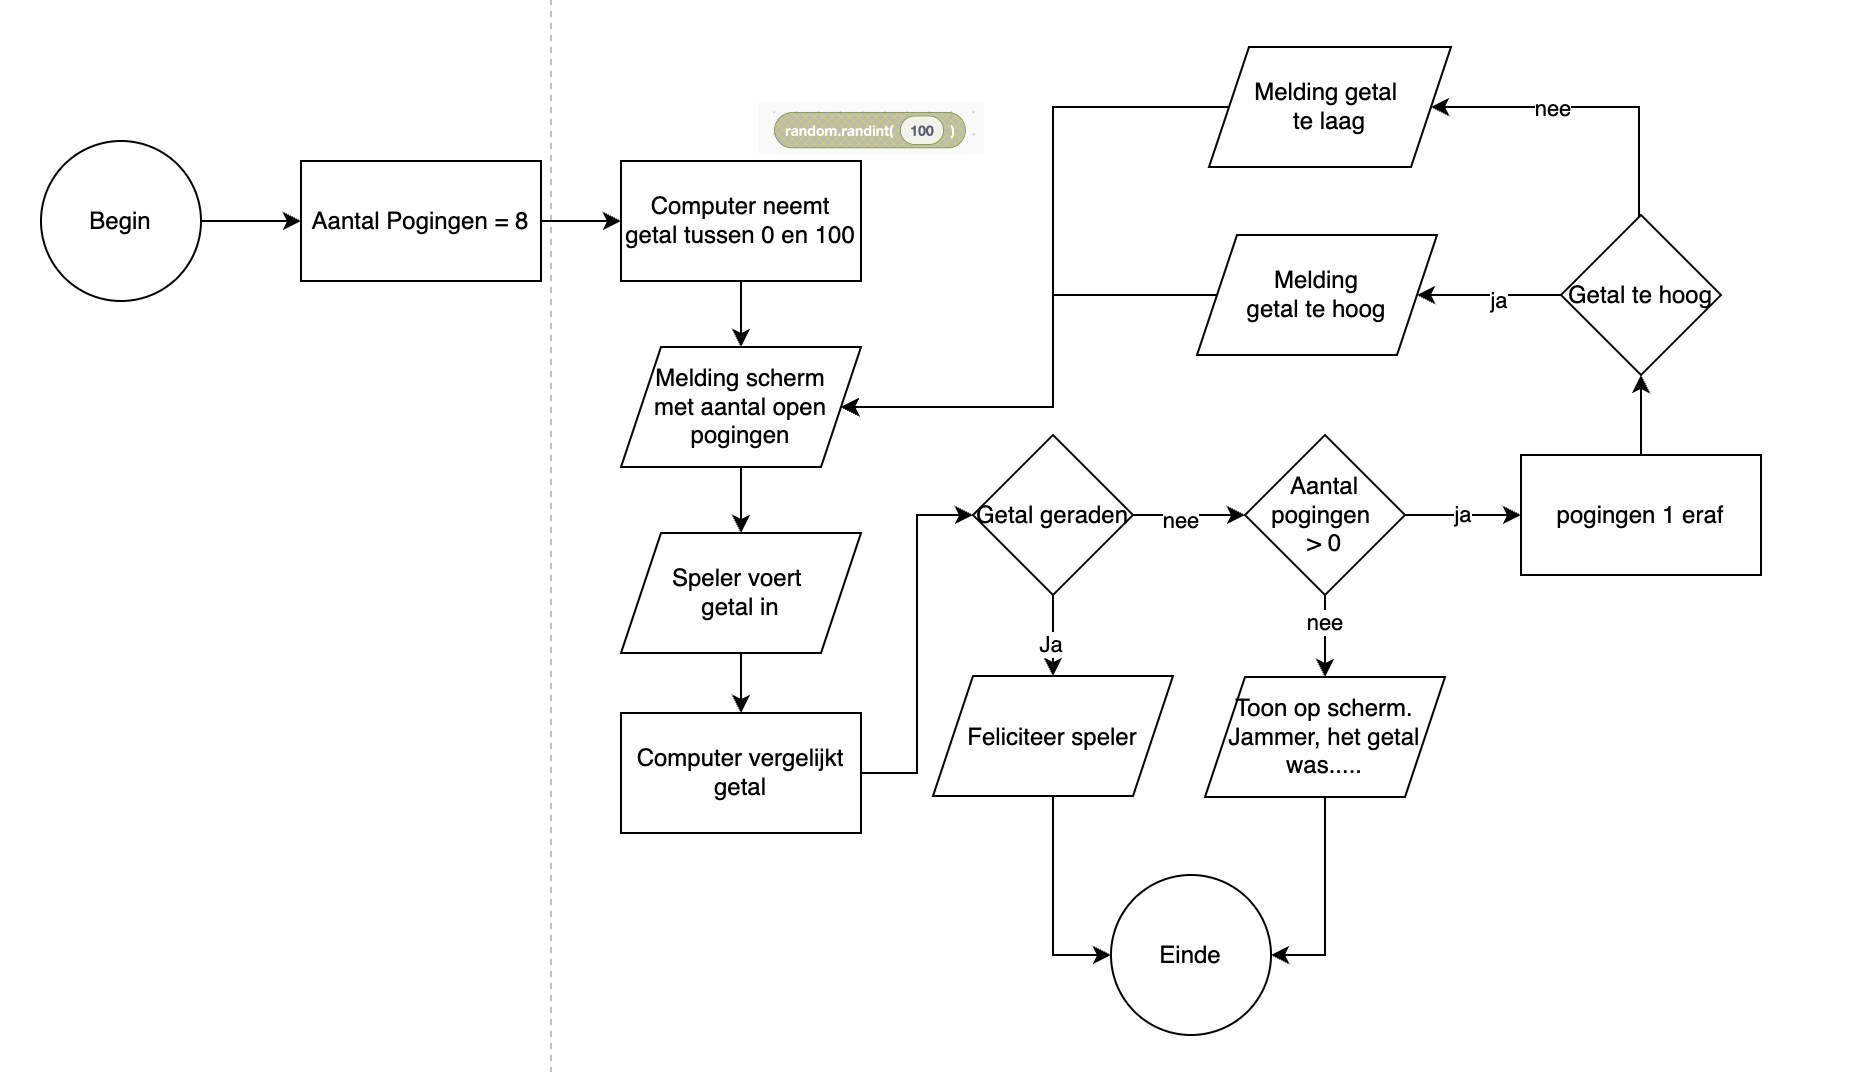 Begin
Aantal Pogingen = 8
random.randint( 100 )
Computer neemt
getal tussen 0 en 100
Melding scherm
met aantal open
pogingen
Speler voert
getal in
Computer vergelijkt
getal
Getal geraden
Ja
Feliciteer speler
nee
Aantal
pogingen
> 0
nee
Toon op scherm.
Jammer, het getal
was.....
Einde
ja
pogingen 1 eraf
Getal te hoog
ja
Melding
getal te hoog
nee
Melding getal
te laag